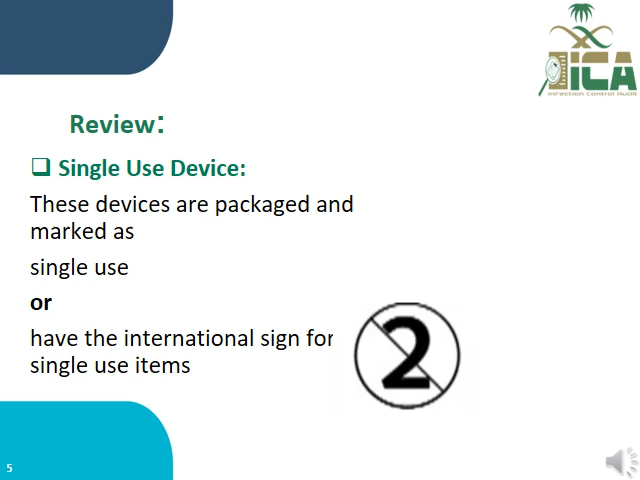 iCA
Infection Control Audit
Review:
❑ Single Use Device:
These devices are packaged and
marked as
single use
or
have the international sign for
single use items
2
5